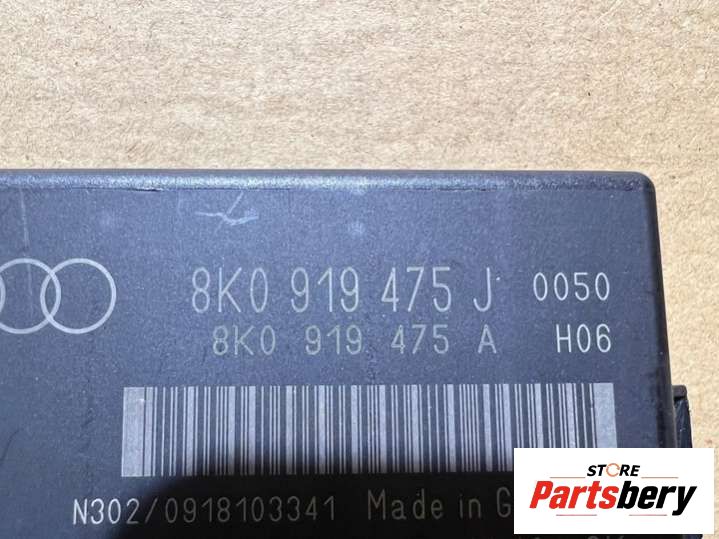 8K0 919 475 J 0050
8K0 919 475 A H06
N302/0918103341 Made in G
STORE
Partsbery